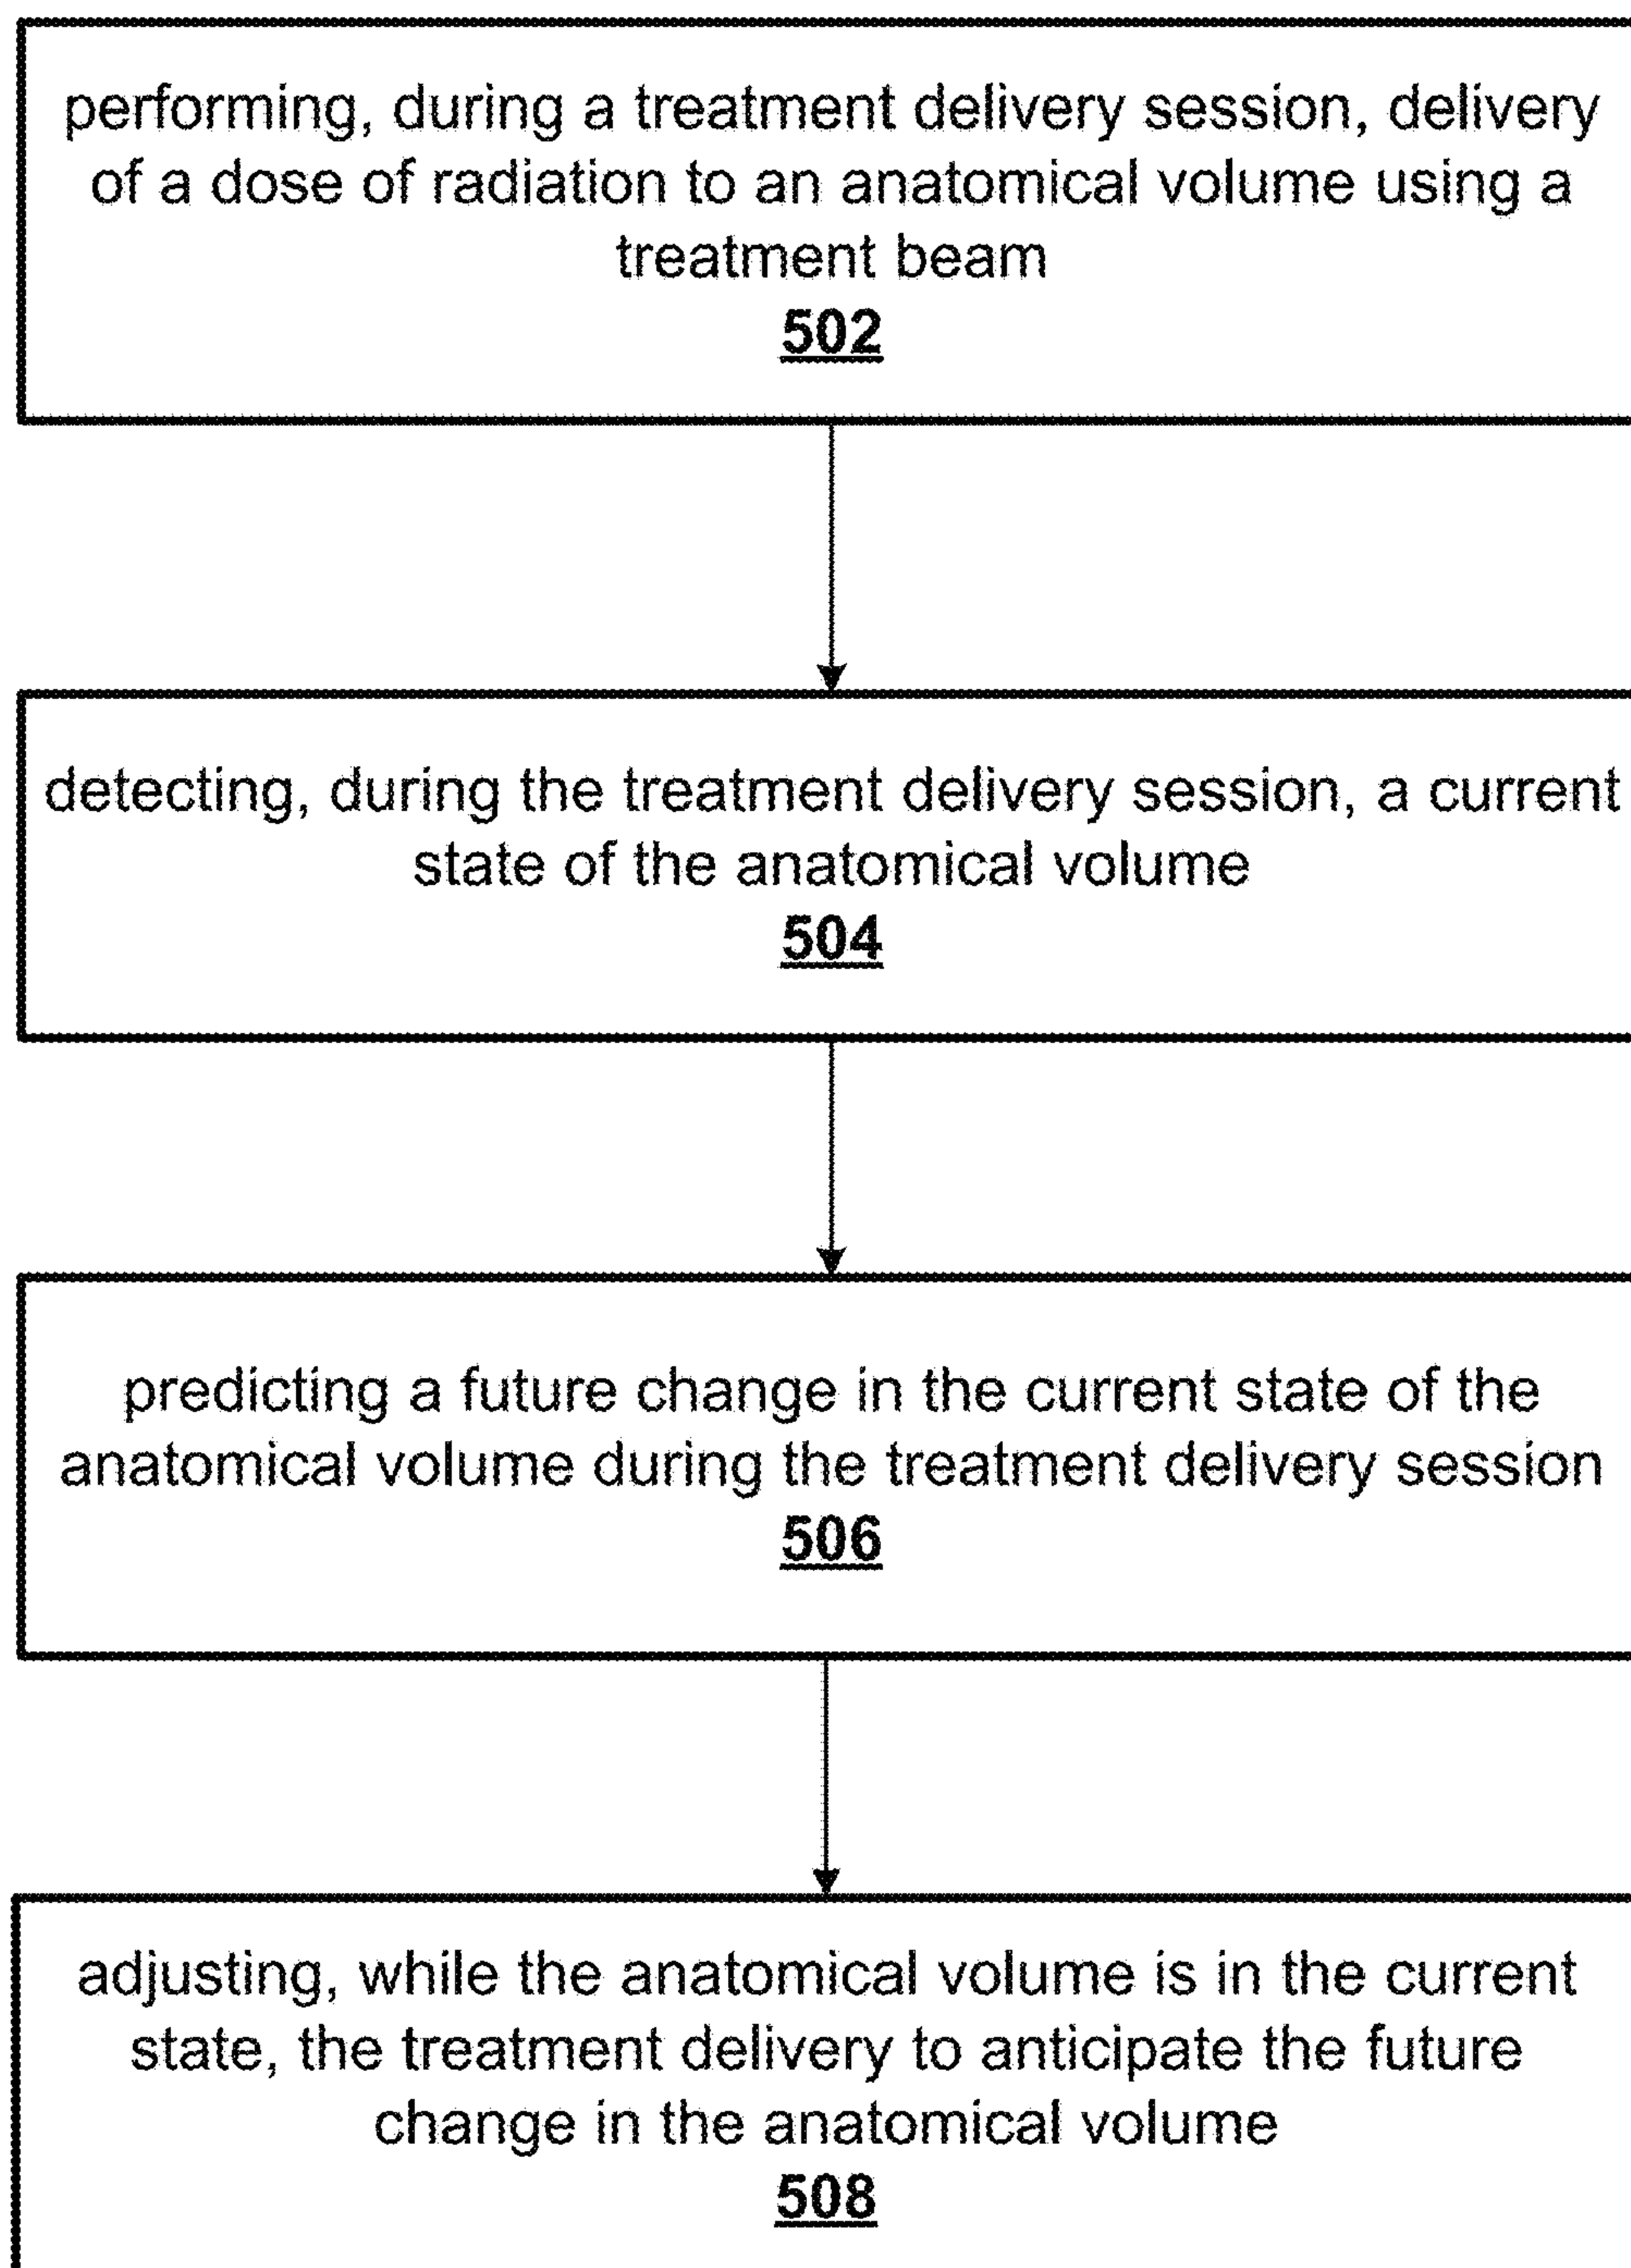 performing, during a treatment delivery session, delivery
of a dose of radiation to an anatomical volume using a
treatment beam
502
detecting, during the treatment delivery session, a current
state of the anatomical volume
504
predicting a future change in the current state of the
anatomical volume during the treatment delivery session
506
adjusting, while the anatomical volume is in the current
state, the treatment delivery to anticipate the future
change in the anatomical volume
508